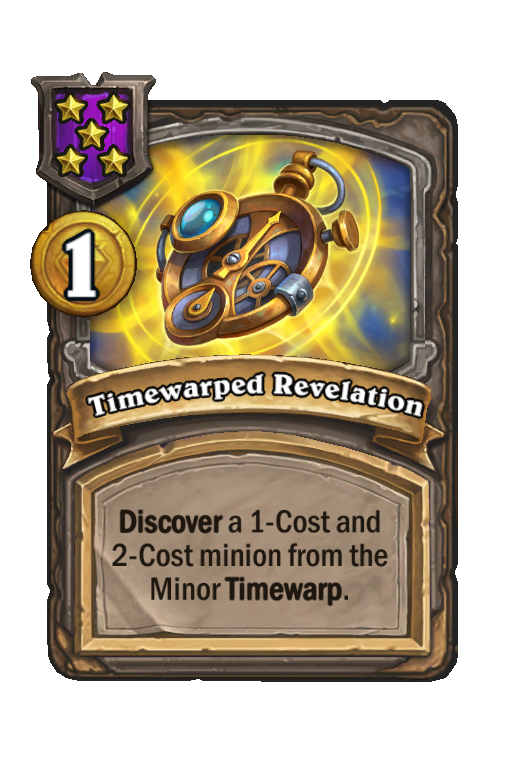 1
Timewarped Revelation
Discover a 1-Cost and
2-Cost minion from the
Minor Timewarp.